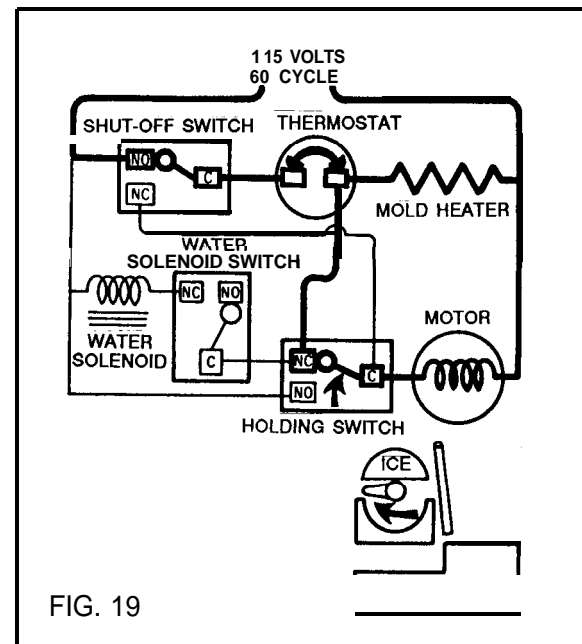 115 VOLTS
60 CYCLE
SHUT-OFF SWITCH
THERMOSTAT
NO
C
NC
MOLD HEATER
WATER
SOLENOID SWITCH
NC
NO
WATER
SOLENOID
C
MOTOR
NC
C
NO
HOLDING SWITCH
ICE
FIG. 19